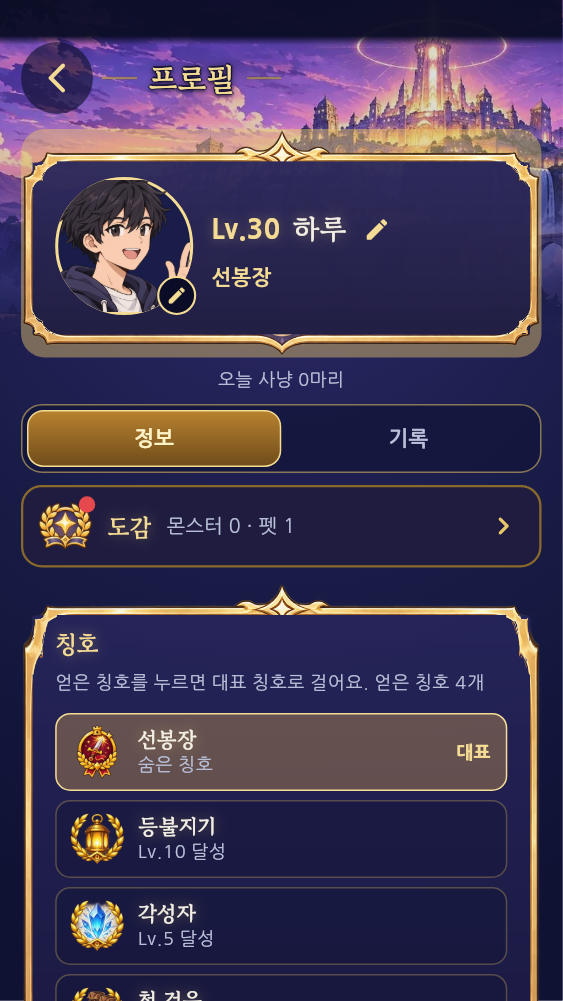 프로필
Lv.30 하루
선봉장
오늘 사냥 0마리
정보
기록
도감 몬스터 0 · 펫 1
칭호
얻은 칭호를 누르면 대표 칭호로 걸어요. 얻은 칭호 4개
선봉장
숨은 칭호
대표
등불지기
Lv.10 달성
각성자
Lv.5 달성